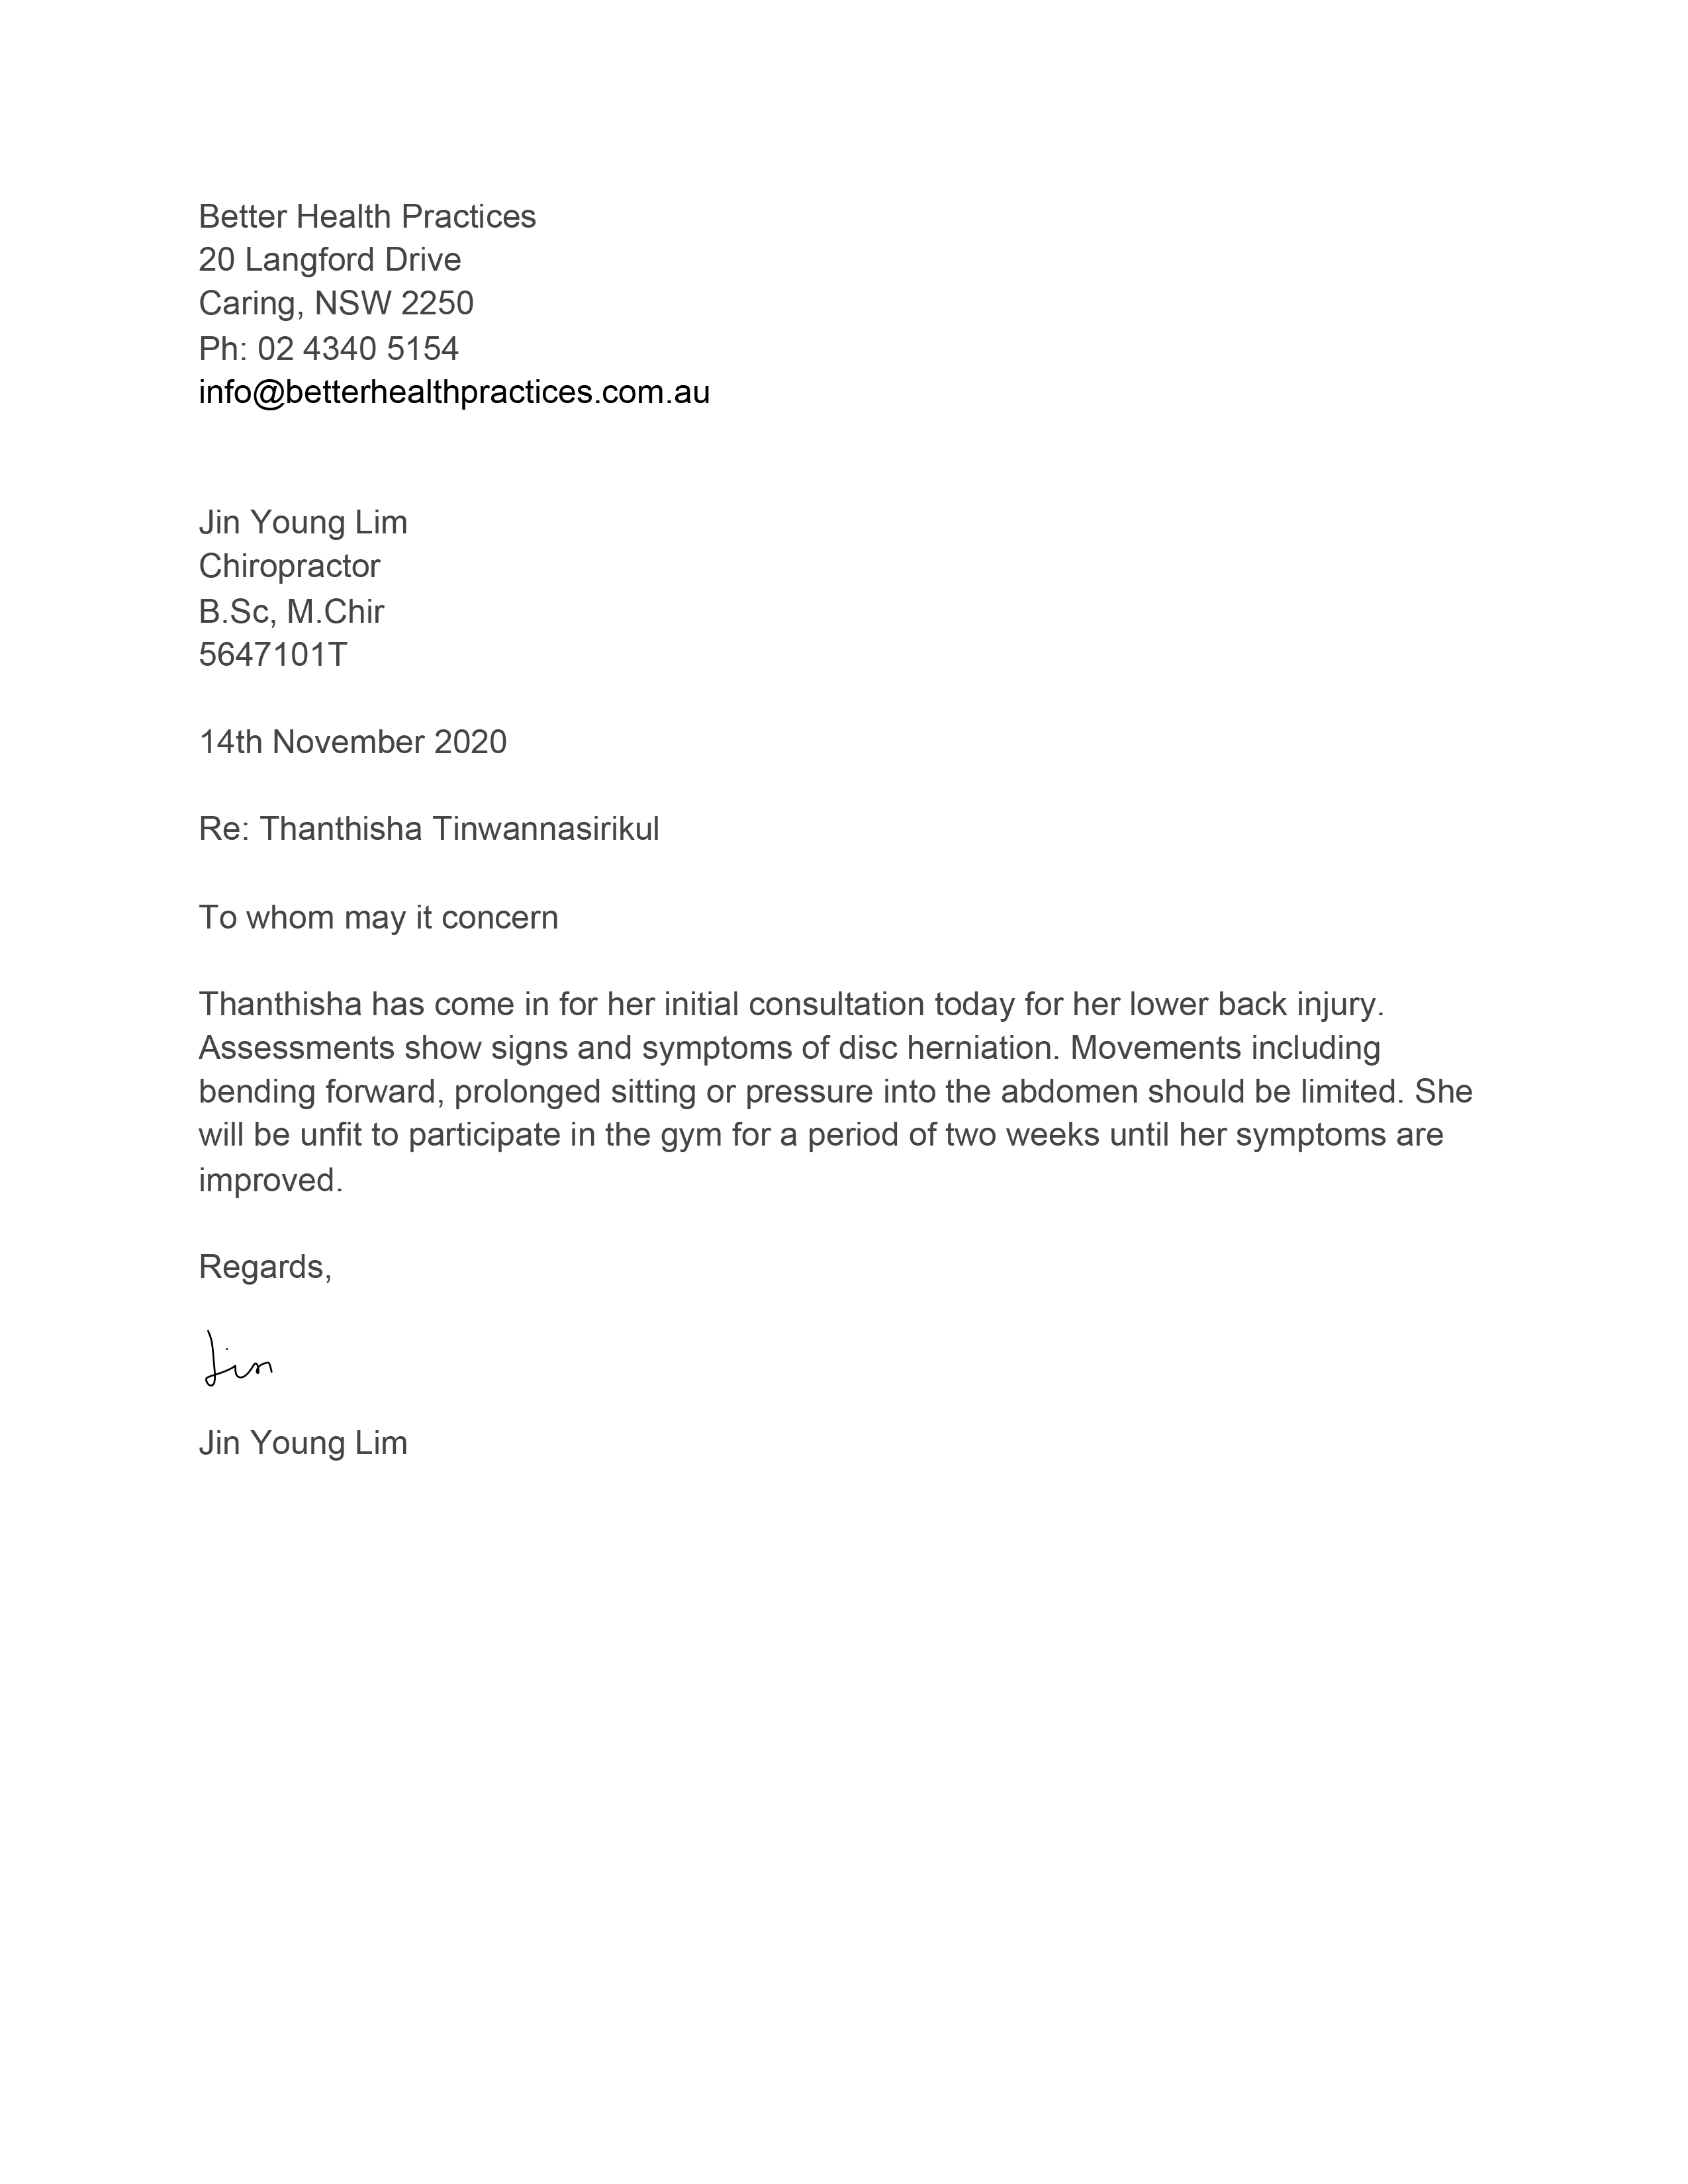 Better Health Practices
20 Langford Drive
Caring, NSW 2250
Ph: 02 4340 5154
info@betterhealthpractices.com.au
Jin Young Lim
Chiropractor
B.Sc, M.Chir
5647101T
14th November 2020
Re: Thanthisha Tinwannasirikul
To whom may it concern
Thanthisha has come in for her initial consultation today for her lower back injury.
Assessments show signs and symptoms of disc herniation. Movements including
bending forward, prolonged sitting or pressure into the abdomen should be limited. She
will be unfit to participate in the gym for a period of two weeks until her symptoms are
improved.
Regards,
Jin
Jin Young Lim